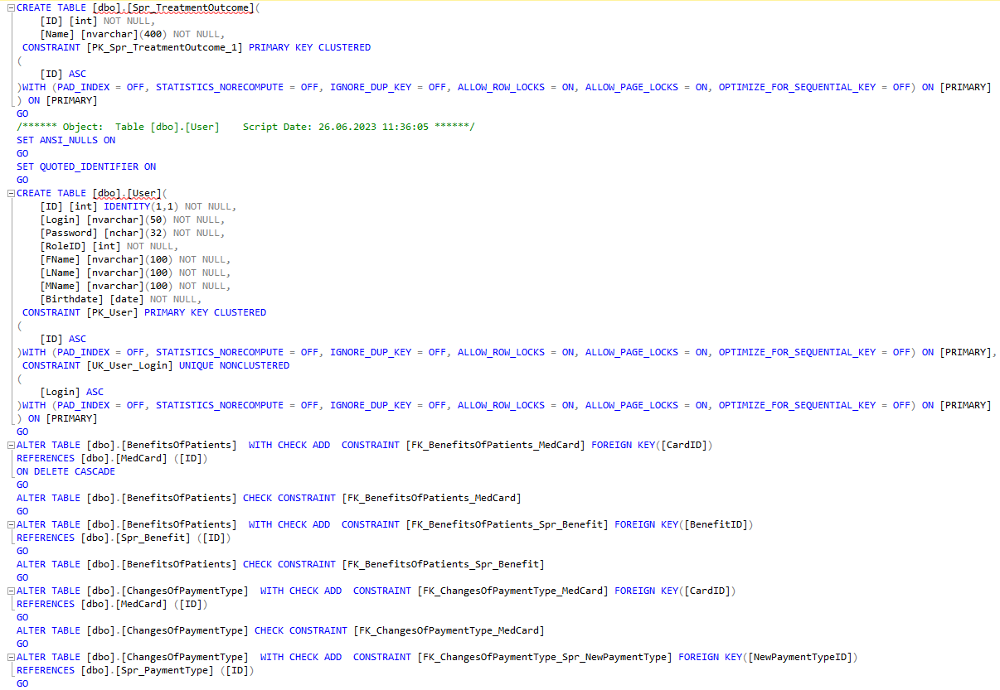 CREATE TABLE [dbo].[Spr_TreatmentOutcome](
[ID] [int] NOT NULL,
[Name] [nvarchar](400) NOT NULL,
CONSTRAINT [PK_Spr_TreatmentOutcome_1] PRIMARY KEY CLUSTERED
(
[ID] ASC
)WITH (PAD_INDEX = OFF, STATISTICS_NORECOMPUTE = OFF, IGNORE_DUP_KEY = OFF, ALLOW_ROW_LOCKS = ON, ALLOW_PAGE_LOCKS = ON, OPTIMIZE_FOR_SEQUENTIAL_KEY = OFF) ON [PRIMARY]
) ON [PRIMARY]
GO
/****** Object:  Table [dbo].[User]    Script Date: 26.06.2023 11:36:05 ******/
SET ANSI_NULLS ON
GO
SET QUOTED_IDENTIFIER ON
GO
CREATE TABLE [dbo].[User](
[ID] [int] IDENTITY(1,1) NOT NULL,
[Login] [nvarchar](50) NOT NULL,
[Password] [nchar](32) NOT NULL,
[RoleID] [int] NOT NULL,
[FName] [nvarchar](100) NOT NULL,
[LName] [nvarchar](100) NOT NULL,
[MName] [nvarchar](100) NOT NULL,
[Birthdate] [date] NOT NULL,
CONSTRAINT [PK_User] PRIMARY KEY CLUSTERED
(
[ID] ASC
)WITH (PAD_INDEX = OFF, STATISTICS_NORECOMPUTE = OFF, IGNORE_DUP_KEY = OFF, ALLOW_ROW_LOCKS = ON, ALLOW_PAGE_LOCKS = ON, OPTIMIZE_FOR_SEQUENTIAL_KEY = OFF) ON [PRIMARY],
CONSTRAINT [UK_User_Login] UNIQUE NONCLUSTERED
(
[Login] ASC
)WITH (PAD_INDEX = OFF, STATISTICS_NORECOMPUTE = OFF, IGNORE_DUP_KEY = OFF, ALLOW_ROW_LOCKS = ON, ALLOW_PAGE_LOCKS = ON, OPTIMIZE_FOR_SEQUENTIAL_KEY = OFF) ON [PRIMARY]
) ON [PRIMARY]
GO
ALTER TABLE [dbo].[BenefitsOfPatients]  WITH CHECK ADD  CONSTRAINT [FK_BenefitsOfPatients_MedCard] FOREIGN KEY([CardID])
REFERENCES [dbo].[MedCard] ([ID])
ON DELETE CASCADE
GO
ALTER TABLE [dbo].[BenefitsOfPatients] CHECK CONSTRAINT [FK_BenefitsOfPatients_MedCard]
GO
ALTER TABLE [dbo].[BenefitsOfPatients]  WITH CHECK ADD  CONSTRAINT [FK_BenefitsOfPatients_Spr_Benefit] FOREIGN KEY([BenefitID])
REFERENCES [dbo].[Spr_Benefit] ([ID])
GO
ALTER TABLE [dbo].[BenefitsOfPatients] CHECK CONSTRAINT [FK_BenefitsOfPatients_Spr_Benefit]
GO
ALTER TABLE [dbo].[ChangesOfPaymentType]  WITH CHECK ADD  CONSTRAINT [FK_ChangesOfPaymentType_MedCard] FOREIGN KEY([CardID])
REFERENCES [dbo].[MedCard] ([ID])
GO
ALTER TABLE [dbo].[ChangesOfPaymentType] CHECK CONSTRAINT [FK_ChangesOfPaymentType_MedCard]
GO
ALTER TABLE [dbo].[ChangesOfPaymentType]  WITH CHECK ADD  CONSTRAINT [FK_ChangesOfPaymentType_Spr_NewPaymentType] FOREIGN KEY([NewPaymentTypeID])
REFERENCES [dbo].[Spr_PaymentType] ([ID])
GO